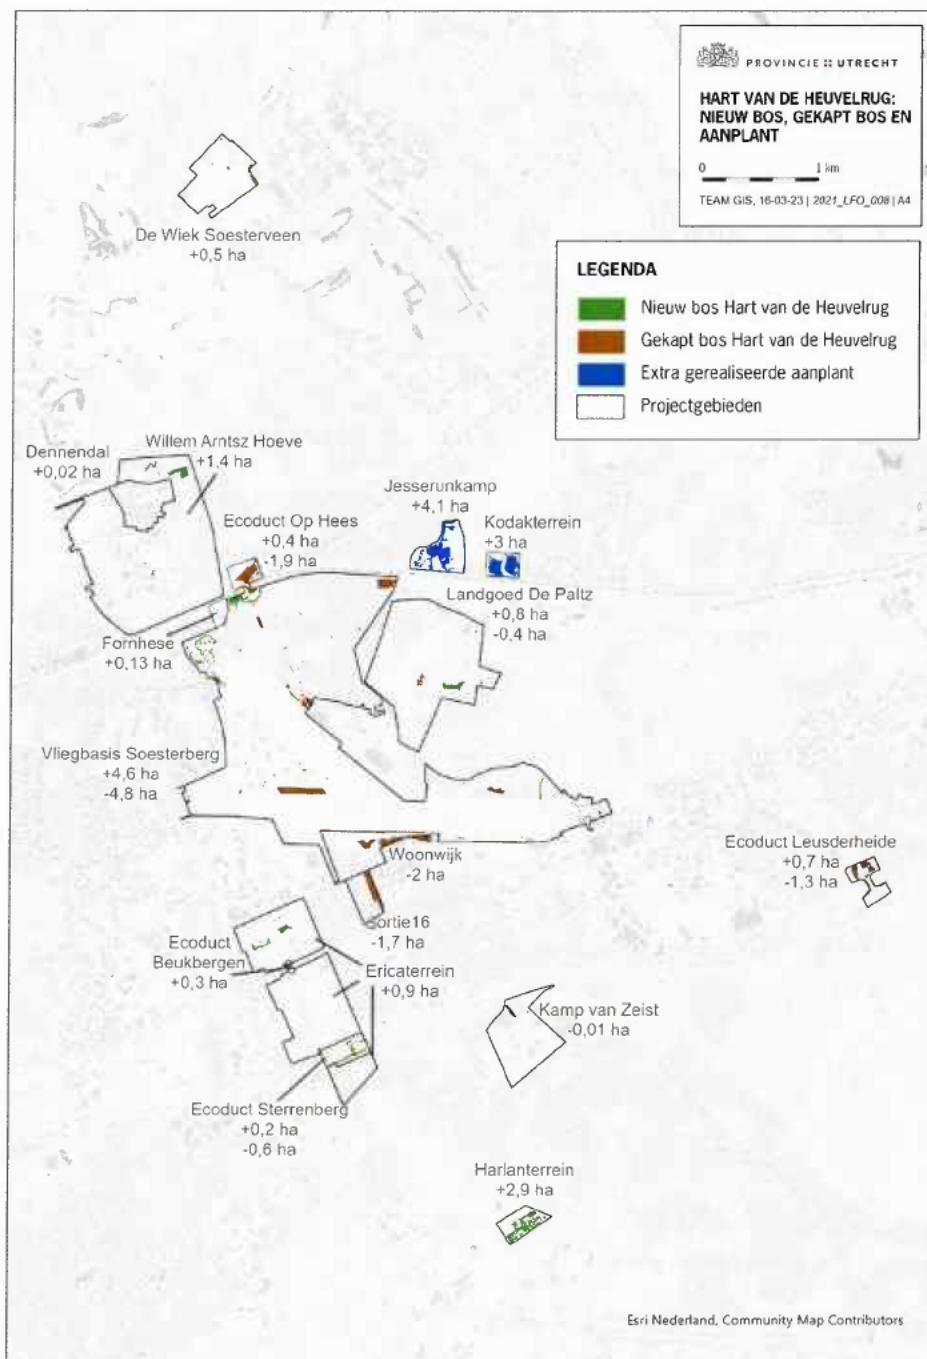 PROVINCIE :: UTRECHT
HART VAN DE HEUVELRUG:
NIEUW BOS, GEKAPT BOS EN
AANPLANT
0 1 km
TEAM GIS, 16-03-23 | 2021_LFO_008 | A4
De Wiek Soesterveen
+0,5 ha
LEGENDA
Nieuw bos Hart van de Heuvelrug
Gekapt bos Hart van de Heuvelrug
Extra gerealiseerde aanplant
Projectgebieden
Dennendal
+0,02 ha
Willem Arntsz Hoeve
+1,4 ha
Ecoduct Op Hees
+0,4 ha
-1,9 ha
Jesserunkamp
+4,1 ha
Kodakterrein
+3 ha
Landgoed De Paltz
+0,8 ha
-0,4 ha
Fornhese
+0,13 ha
Vliegbasis Soesterberg
+4,6 ha
-4,8 ha
Woonwijk
-2 ha
Ecoduct Leusderheide
+0,7 ha
-1,3 ha
Sortie16
-1,7 ha
Ecoduct
Beukbergen
+0,3 ha
Ericaterrein
+0,9 ha
Kamp van Zeist
-0,01 ha
Ecoduct Sterrenberg
+0,2 ha
-0,6 ha
Harlanterrein
+2,9 ha
Esri Nederland, Community Map Contributors